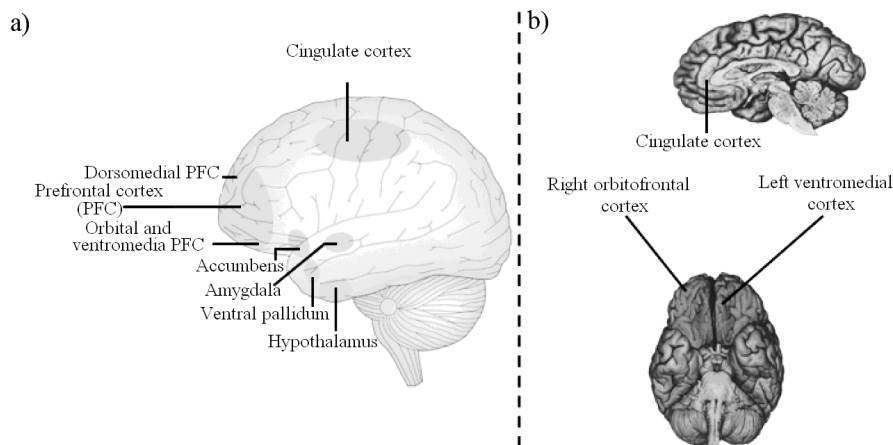 a)
Cingulate cortex
Dorsomedial PFC
Prefrontal cortex
(PFC)
Orbital and
ventromedia PFC
Accumbens
Amygdala
Ventral pallidum
Hypothalamus
b)
Cingulate cortex
Right orbitofrontal
cortex
Left ventromedial
cortex